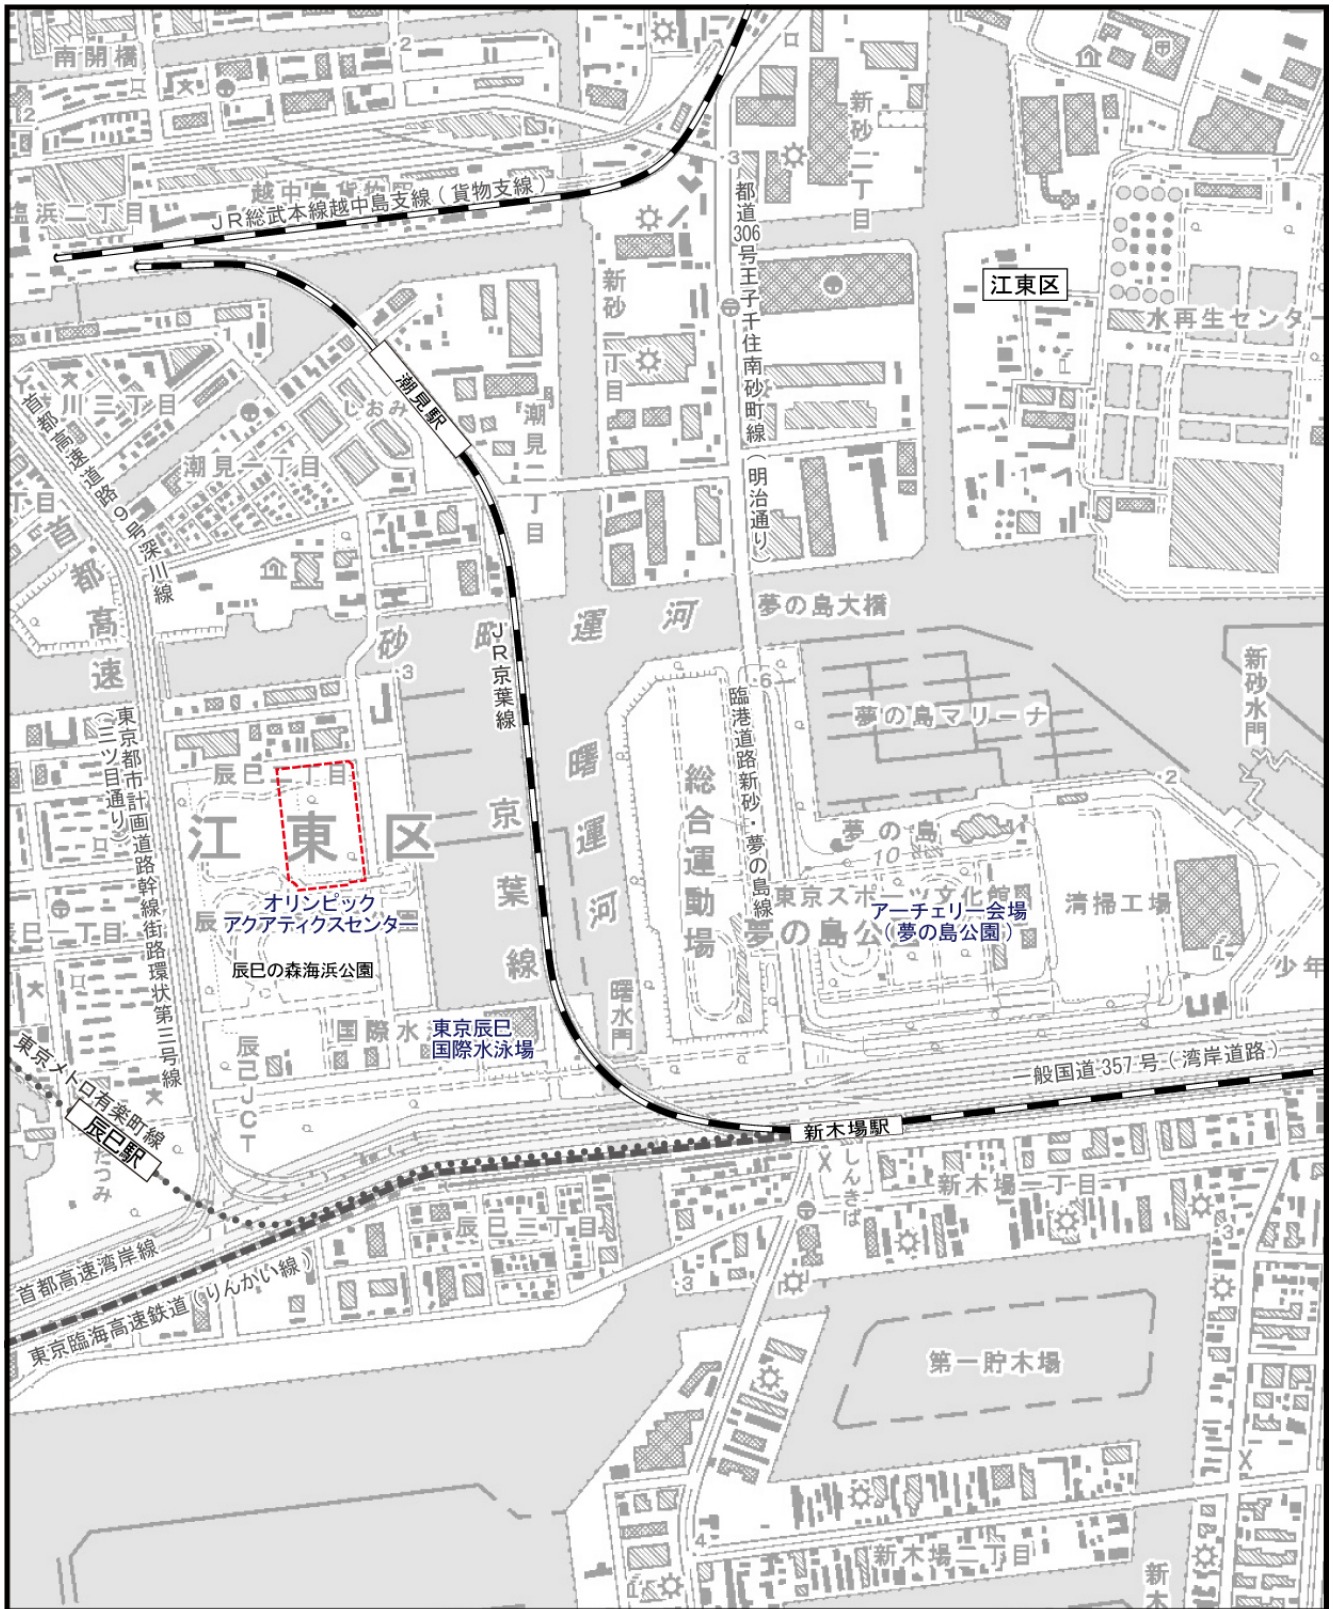 南開橋
新砂二丁目
越中島貨物
JR総武本線越中島支線（貨物支線）
塩浜二丁目
都道306号王子千住南砂町線（明治通り）
江東区
水再生センタ
新砂一丁目
潮見駅
しおみ
潮見二丁目
潮見一丁目
川三丁目
首都高速道路の号深川線
丁目
首都高速
砂町運河
夢の島大橋
JR京葉線
新砂水門
夢の島マリーナ
臨港道路新砂・夢の島線
東京都市計画道路幹線街路環状第三号線
（三ツ目通り）
辰巳二丁目
江東区
曙運河
総合運動場
京葉線
夢の島
10
東京スポーツ文化館
清掃工場
オリンピック
アクアティクスセンター
アーチェリー会場
（夢の島公園）
夢の島公
辰
辰巳一丁目
辰巳の森海浜公園
少年
曙水門
国際水
東京辰巳
国際水泳場
辰巳JCT
東京メトロ有楽町線
辰巳駅
たつみ
一般国道357号（湾岸道路）
新木場駅
しんきば
新木場一丁目
辰巳三丁目
首都高速湾岸線
東京臨海高速鉄道（りんかい線）
第一貯木場
新木場二丁目
新木